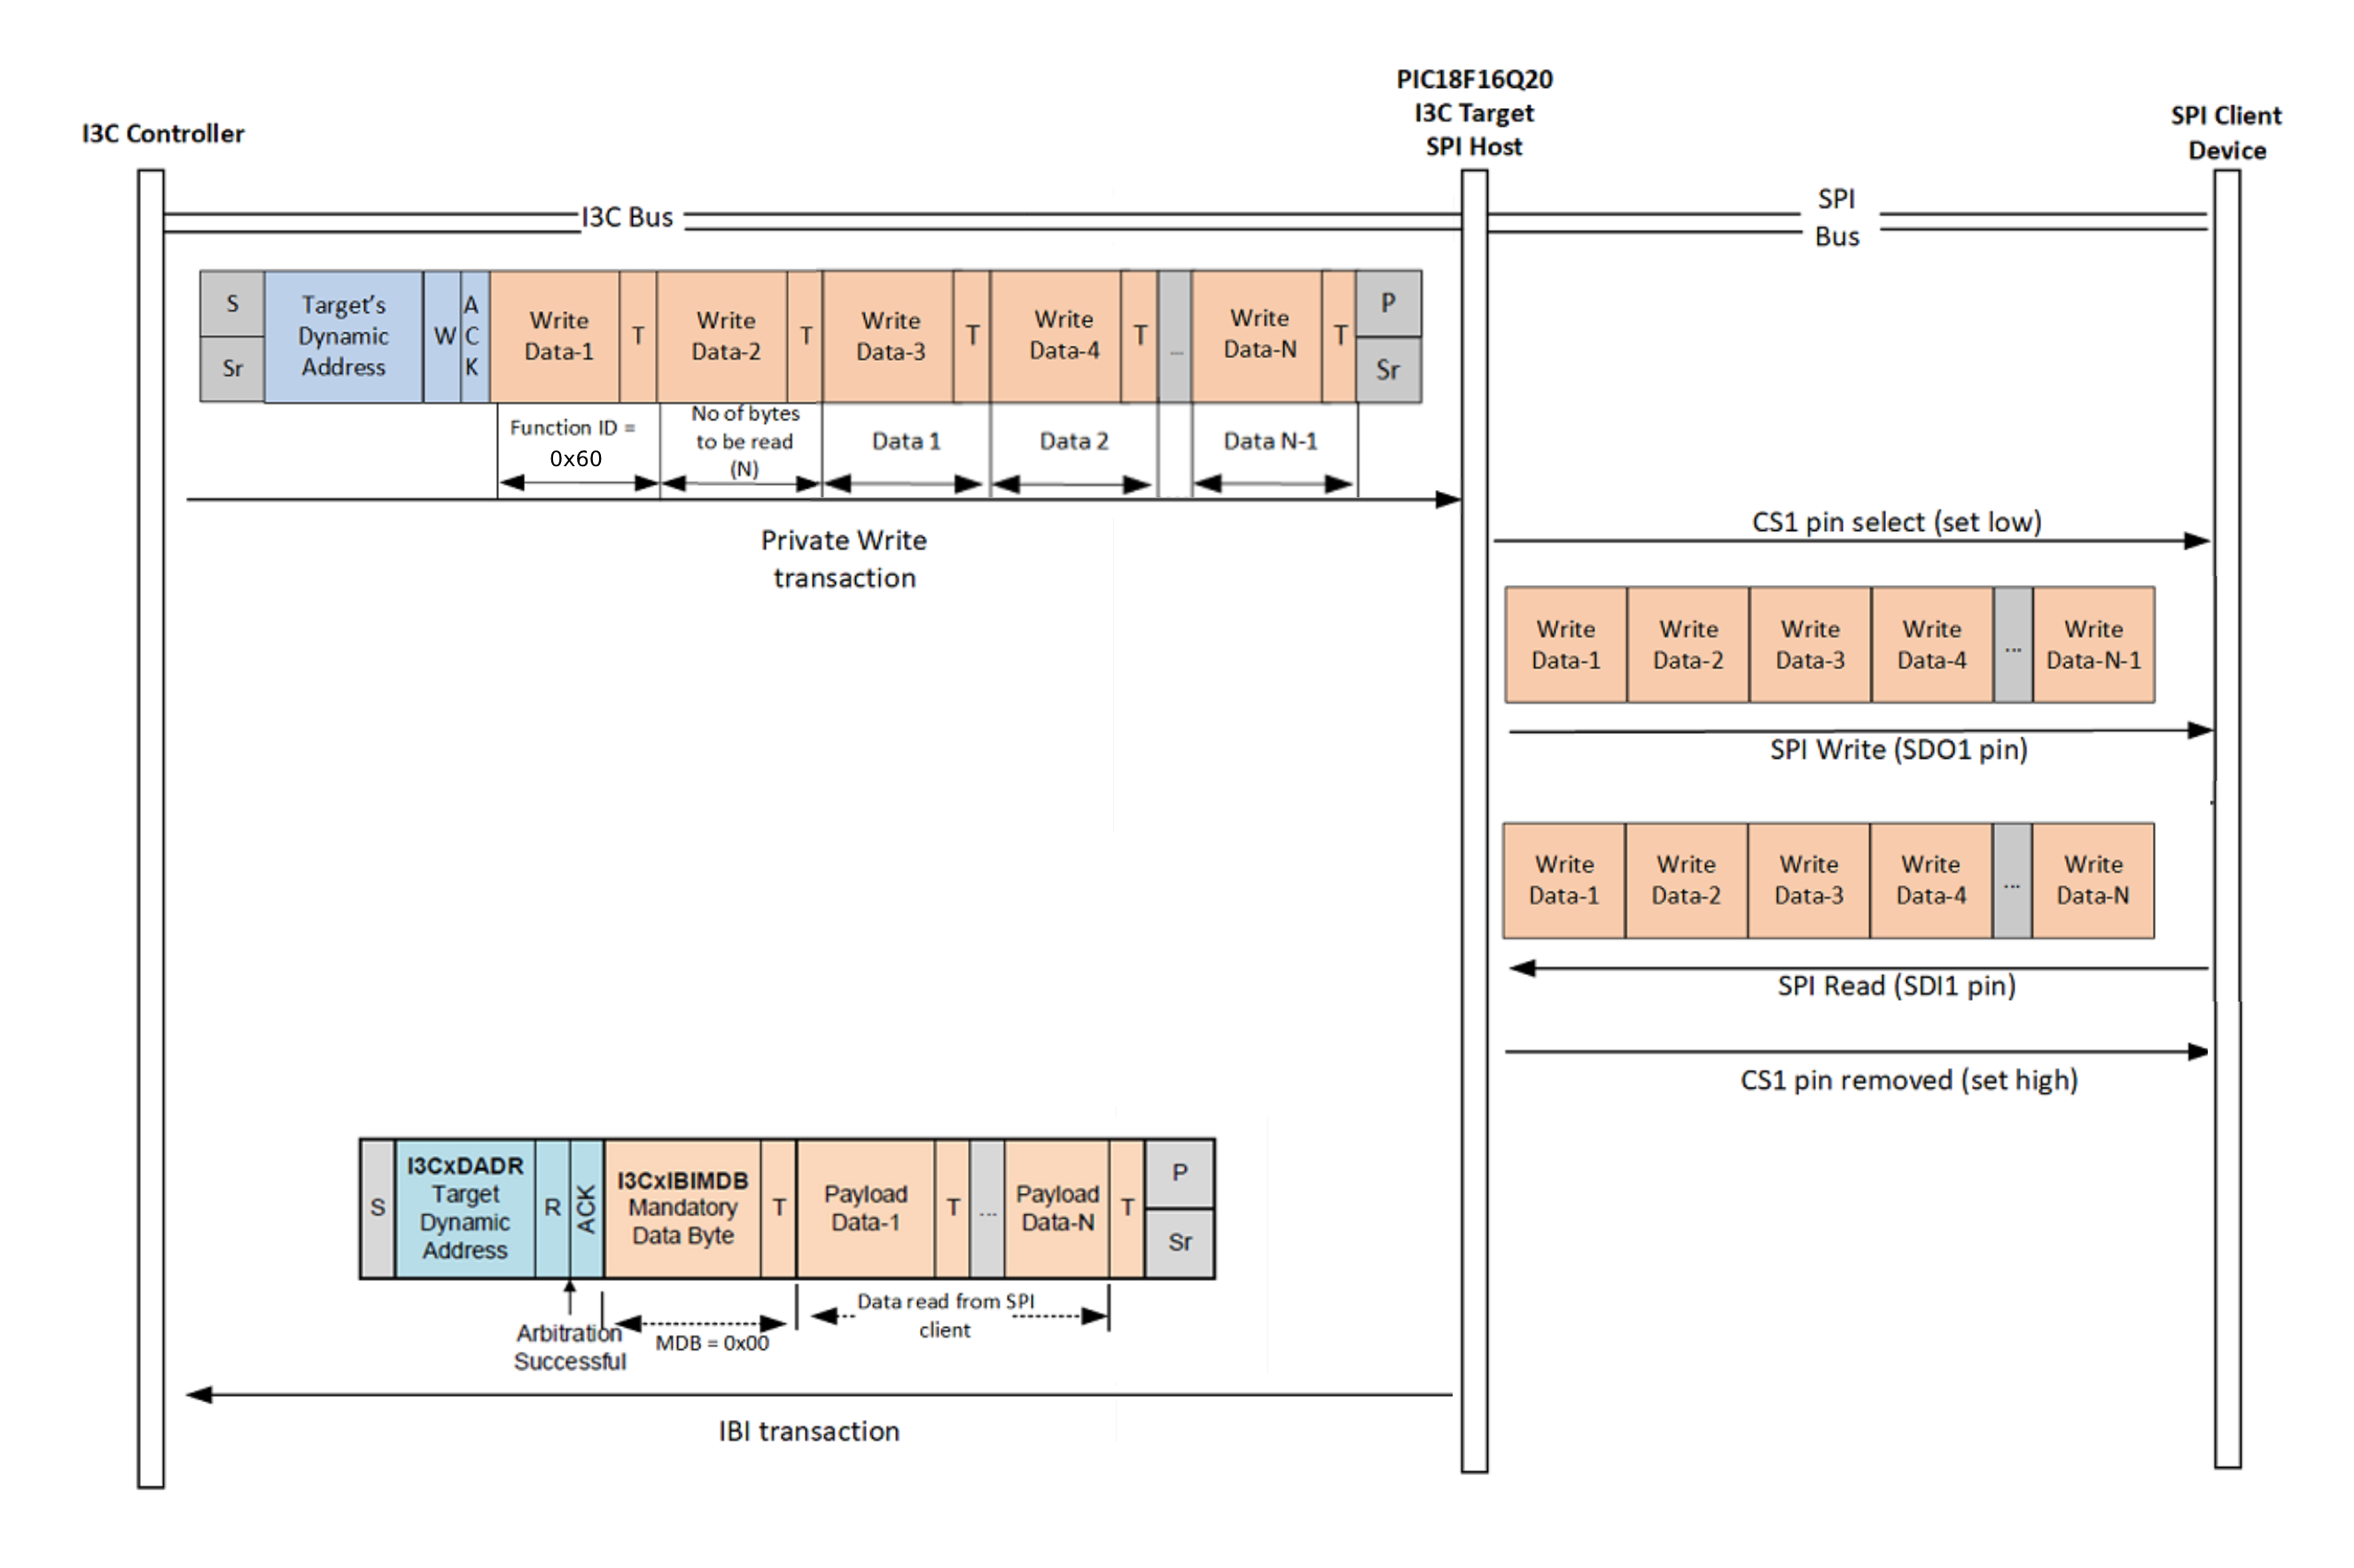 PIC18F16Q20
I3C Target
SPI Host
I3C Controller
SPI Client
Device
I3C Bus
SPI
Bus
S
Sr
Target's
Dynamic
Address
W
A
C
K
Write
Data-1
T
Write
Data-2
T
Write
Data-3
T
Write
Data-4
T
...
Write
Data-N
T
P
Sr
Function ID =
0x60
No of bytes
to be read
(N)
Data 1
Data 2
Data N-1
Private Write
transaction
CS1 pin select (set low)
Write
Data-1
Write
Data-2
Write
Data-3
Write
Data-4
...
Write
Data-N-1
SPI Write (SDO1 pin)
Write
Data-1
Write
Data-2
Write
Data-3
Write
Data-4
...
Write
Data-N
SPI Read (SDI1 pin)
CS1 pin removed (set high)
S
I3CxDADR
Target
Dynamic
Address
R
ACK
I3CxIBIMDB
Mandatory
Data Byte
T
Payload
Data-1
T
...
Payload
Data-N
T
P
Sr
Arbitration
Successful
MDB = 0x00
Data read from SPI
client
IBI transaction